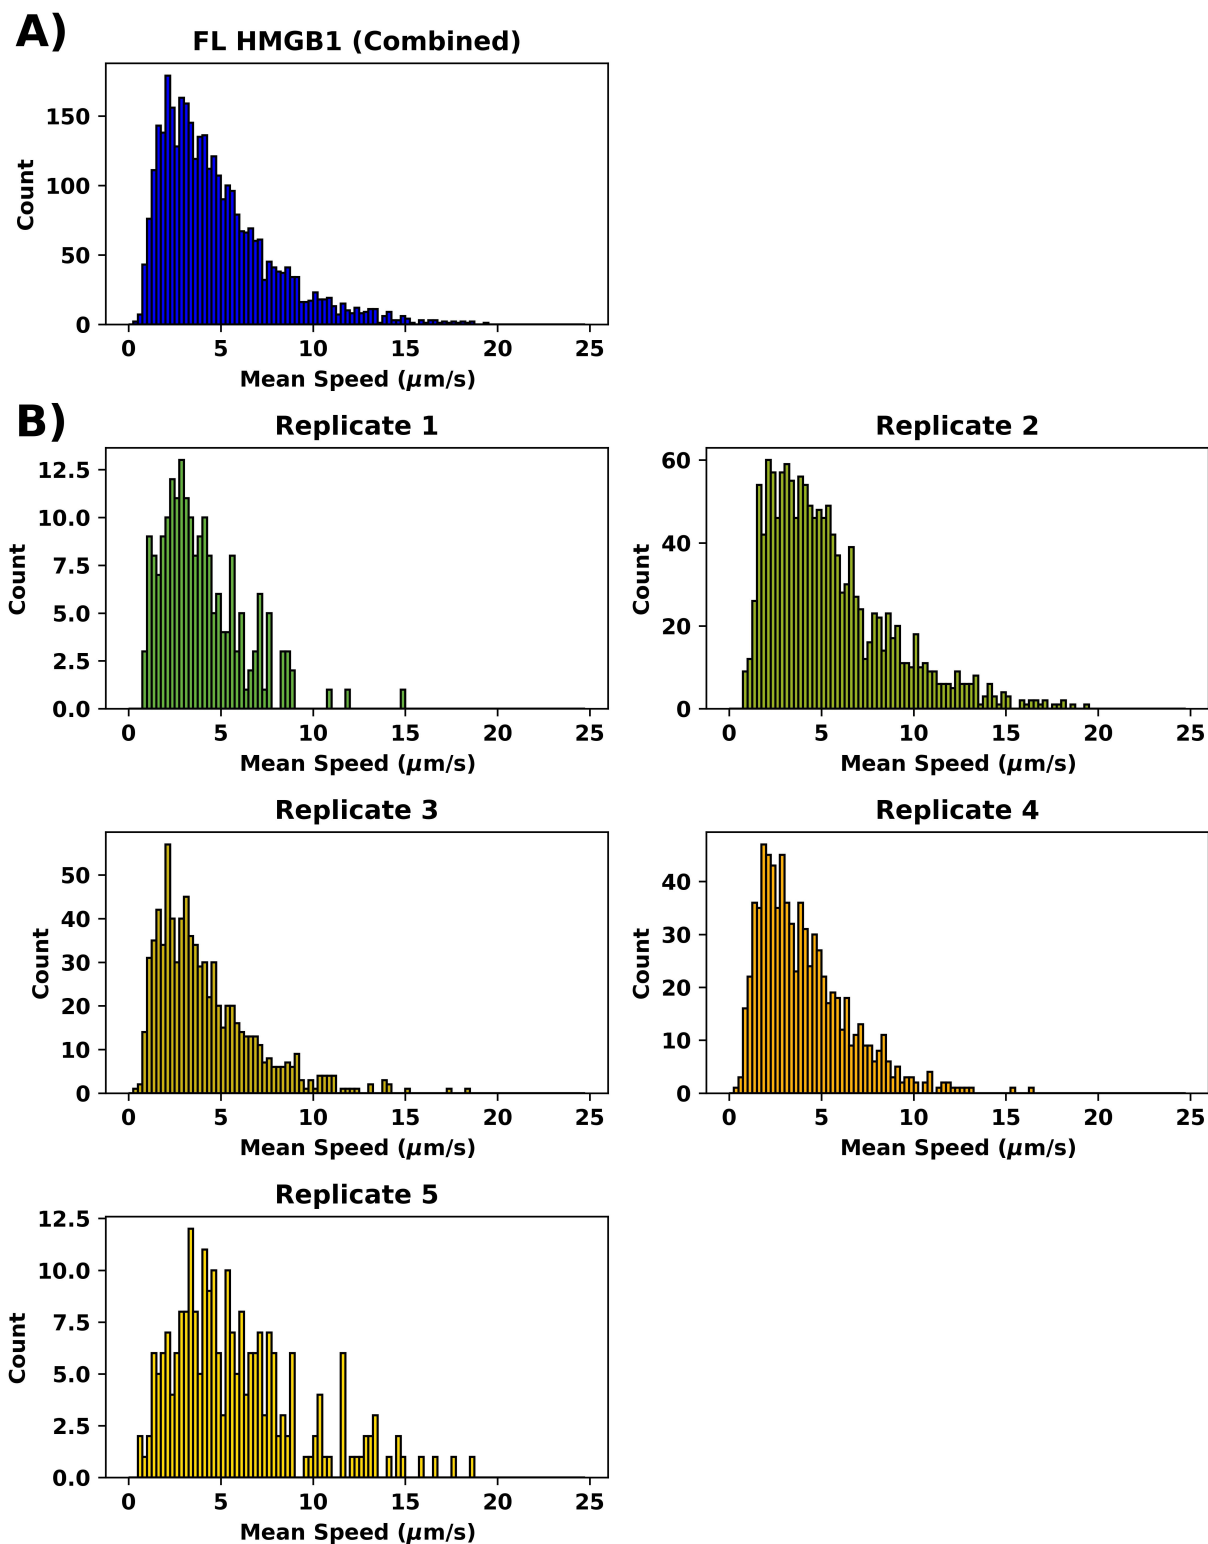 A)
FL HMGB1 (Combined)
150
100
50
0
Count
0 5 10 15 20 25
Mean Speed (μm/s)
B)
Replicate 1
12.5
10.0
7.5
5.0
2.5
0.0
Count
0 5 10 15 20 25
Mean Speed (μm/s)
Replicate 2
60
40
20
0
Count
0 5 10 15 20 25
Mean Speed (μm/s)
Replicate 3
50
40
30
20
10
0
Count
0 5 10 15 20 25
Mean Speed (μm/s)
Replicate 4
40
30
20
10
0
Count
0 5 10 15 20 25
Mean Speed (μm/s)
Replicate 5
12.5
10.0
7.5
5.0
2.5
0.0
Count
0 5 10 15 20 25
Mean Speed (μm/s)